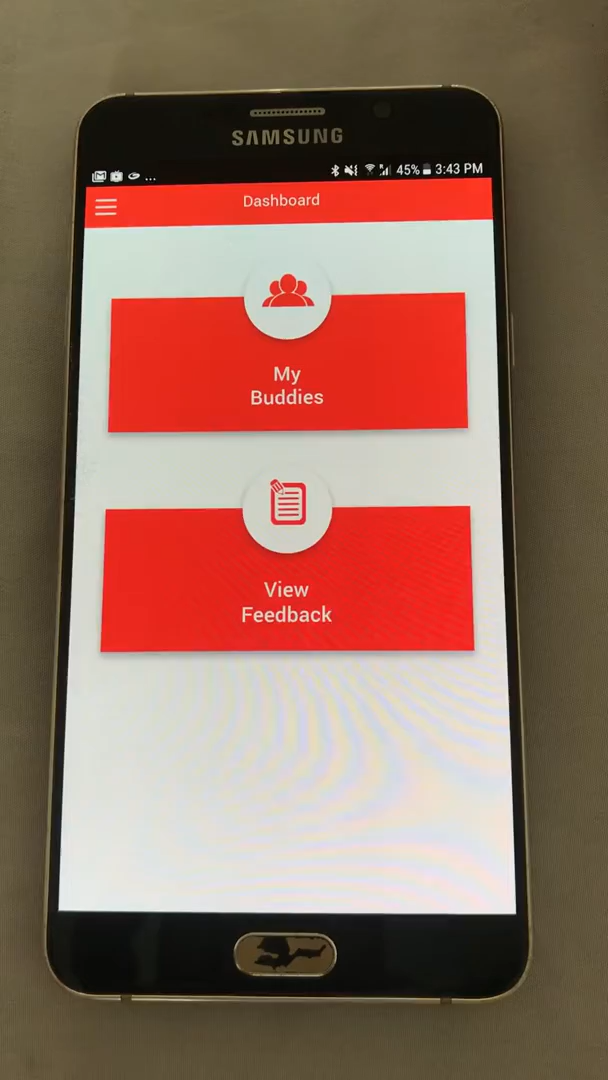 SAMSUNG
... 45% 3:43 PM
Dashboard
My
Buddies
View
Feedback